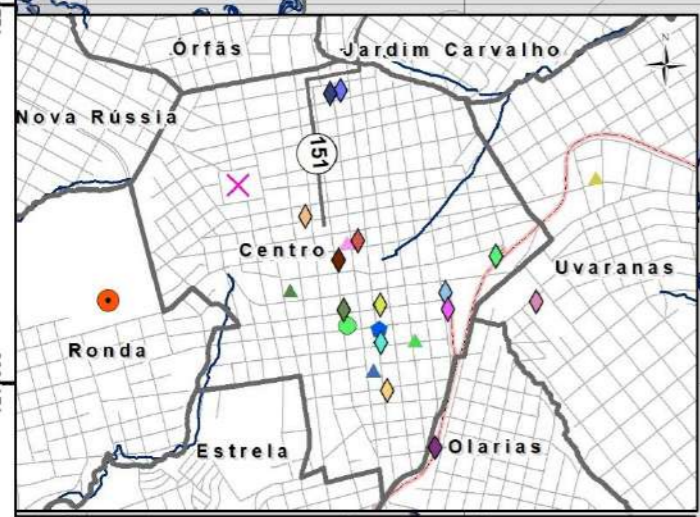 Órfãs
Jardim Carvalho
N
Nova Rússia
151
Centro
Uvaranas
Ronda
Estrela
Olarias